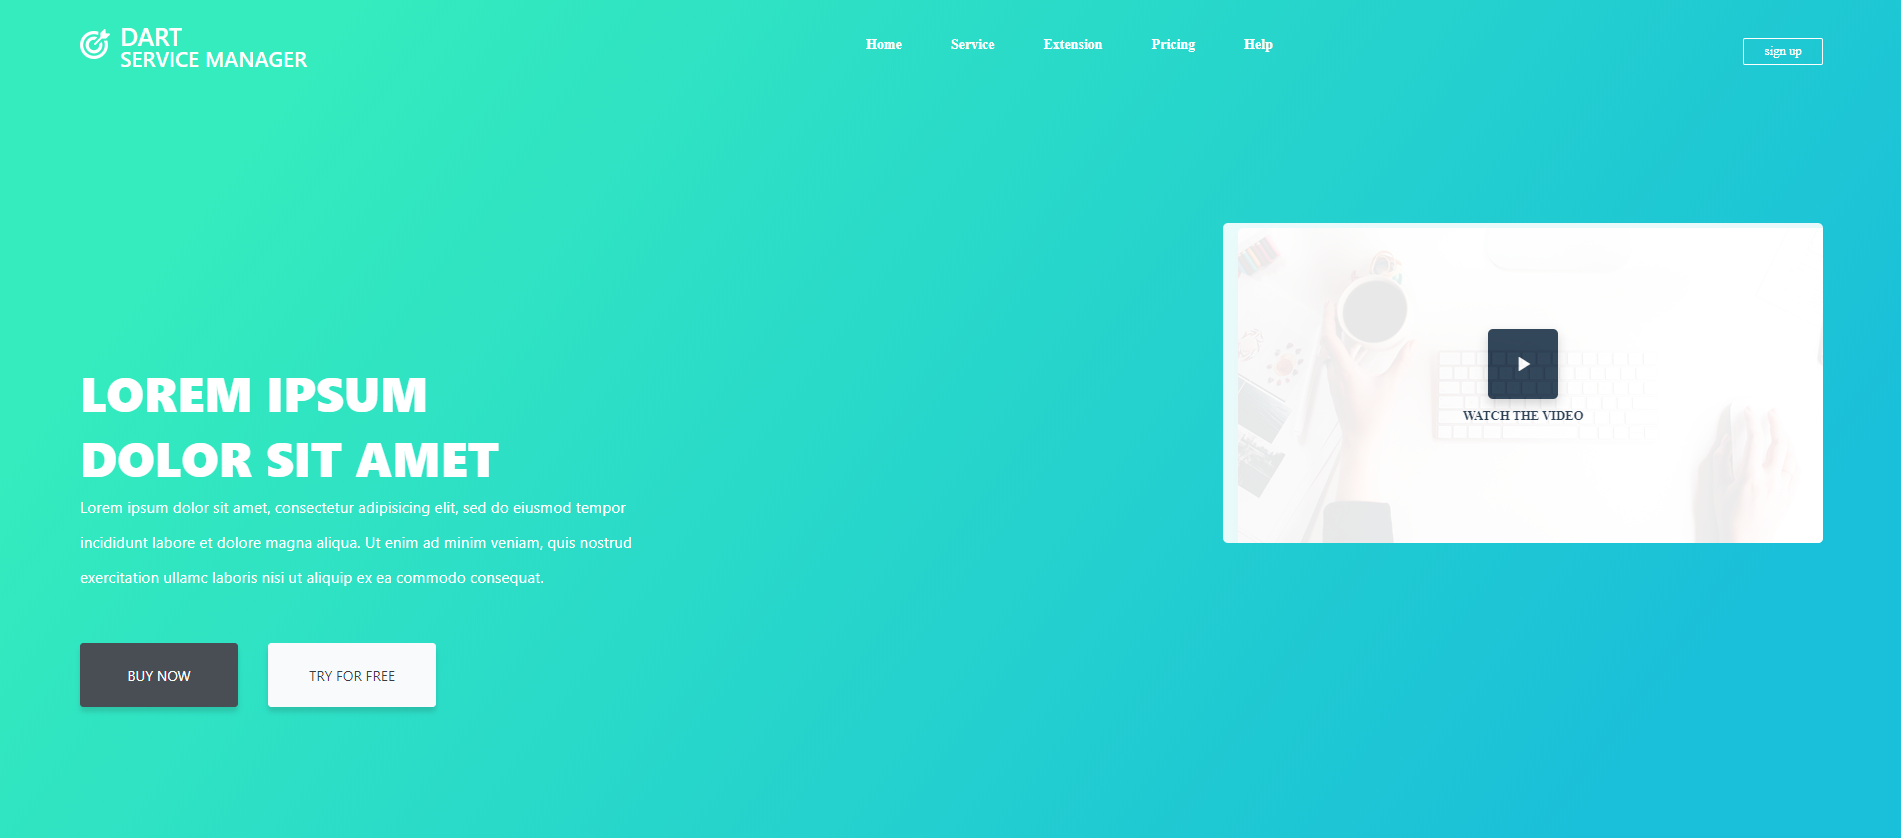 DART
SERVICE MANAGER
Home Service Extension Pricing Help
sign up
LOREM IPSUM
DOLOR SIT AMET
Lorem ipsum dolor sit amet, consectetur adipisicing elit, sed do eiusmod tempor
incididunt labore et dolore magna aliqua. Ut enim ad minim veniam, quis nostrud
exercitation ullamc laboris nisi ut aliquip ex ea commodo consequat.
BUY NOW
TRY FOR FREE
WATCH THE VIDEO